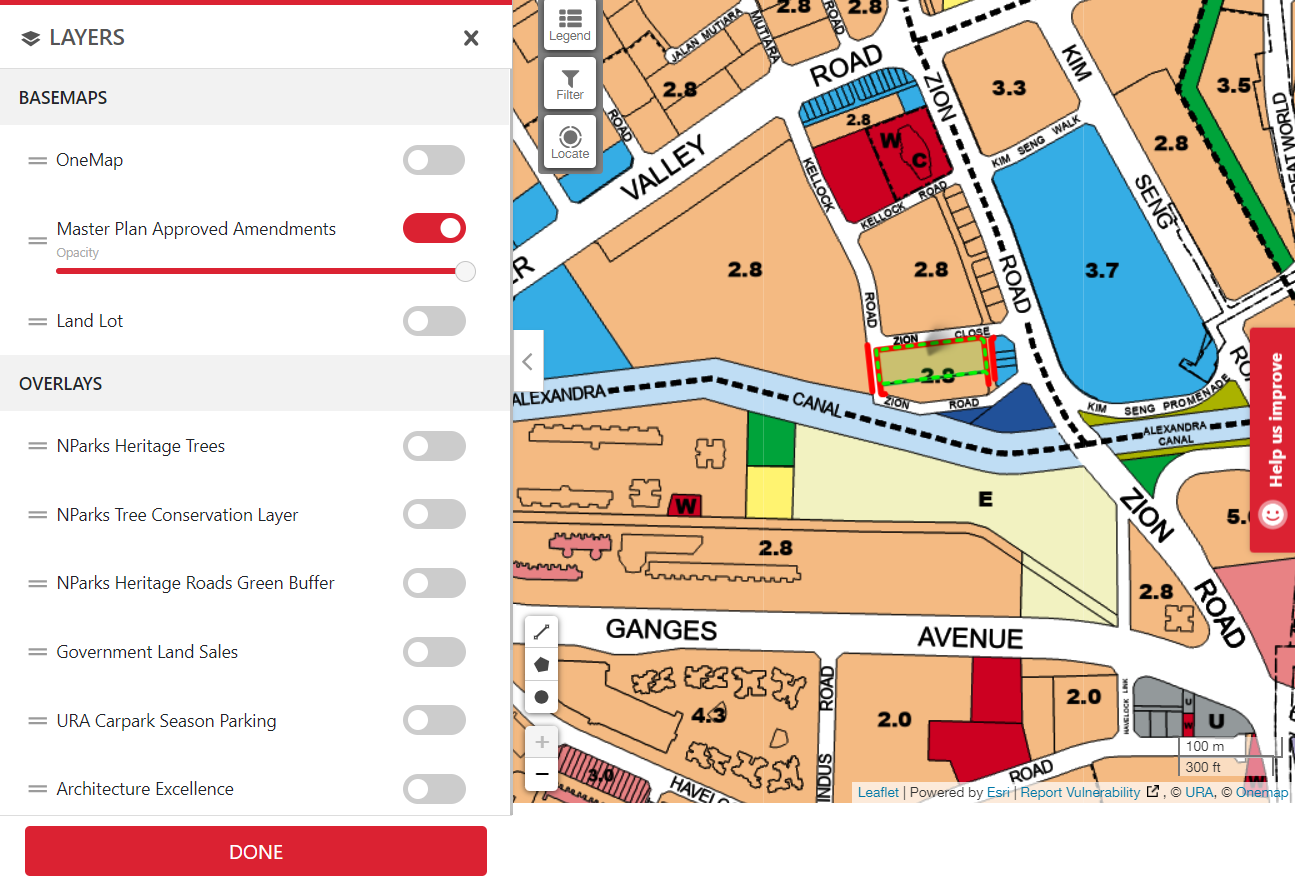 LAYERS
BASEMAPS
OneMap
Master Plan Approved Amendments
Opacity
Land Lot
OVERLAYS
NParks Heritage Trees
NParks Tree Conservation Layer
NParks Heritage Roads Green Buffer
Government Land Sales
URA Carpark Season Parking
Architecture Excellence
DONE
Legend
Filter
Locate
2.8
ROAD
2.8
JALAN MUTIARA
MUTIARA
ROAD
ZION
KIM
3.3
3.5
2.8
2.8
ROAD
W
C
KIM SENG WALK
2.8
GREAT WORLD
VALLEY
KELLOCK
KELLOCK ROAD
SENG
2.8
2.8
ROAD
3.7
ROAD
ZION CLOSE
2.8
ZION ROAD
KIM SENG PROMENADE
ALEXANDRA
CANAL
ALEXANDRA
CANAL
Help us improve
W
E
ZION
2.8
2.8
ROAD
GANGES
AVENUE
4.3
ROAD
2.0
2.0
HAVELOCK LINK
U
W
U
3.0
INDUS
ROAD
W
100 m
300 ft
Leaflet | Powered by Esri | Report Vulnerability , © URA, © Onemap